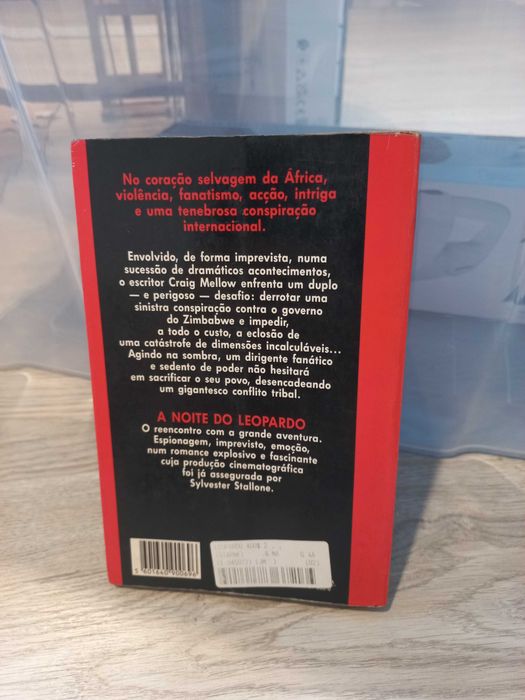 No coração selvagem da África,
violência, fanatismo, acção, intriga
e uma tenebrosa conspiração
internacional.
Envolvido, de forma imprevista, numa
sucessão de dramáticos acontecimentos,
o escritor Craig Mellow enfrenta um duplo
— e perigoso — desafio: derrotar uma
sinistra conspiração contra o governo
do Zimbabwe e impedir,
a todo o custo, a eclosão de
uma catástrofe de dimensões incalculáveis...
Agindo na sombra, um dirigente fanático
e sedento de poder não hesitará
em sacrificar o seu povo, desencadeando
um gigantesco conflito tribal.
A NOITE DO LEOPARDO
O reencontro com a grande aventura.
Espionagem, imprevisto, emoção,
num romance explosivo e fascinante
cuja produção cinematográfica
foi já assegurada por
Sylvester Stallone.
5 601640 900696